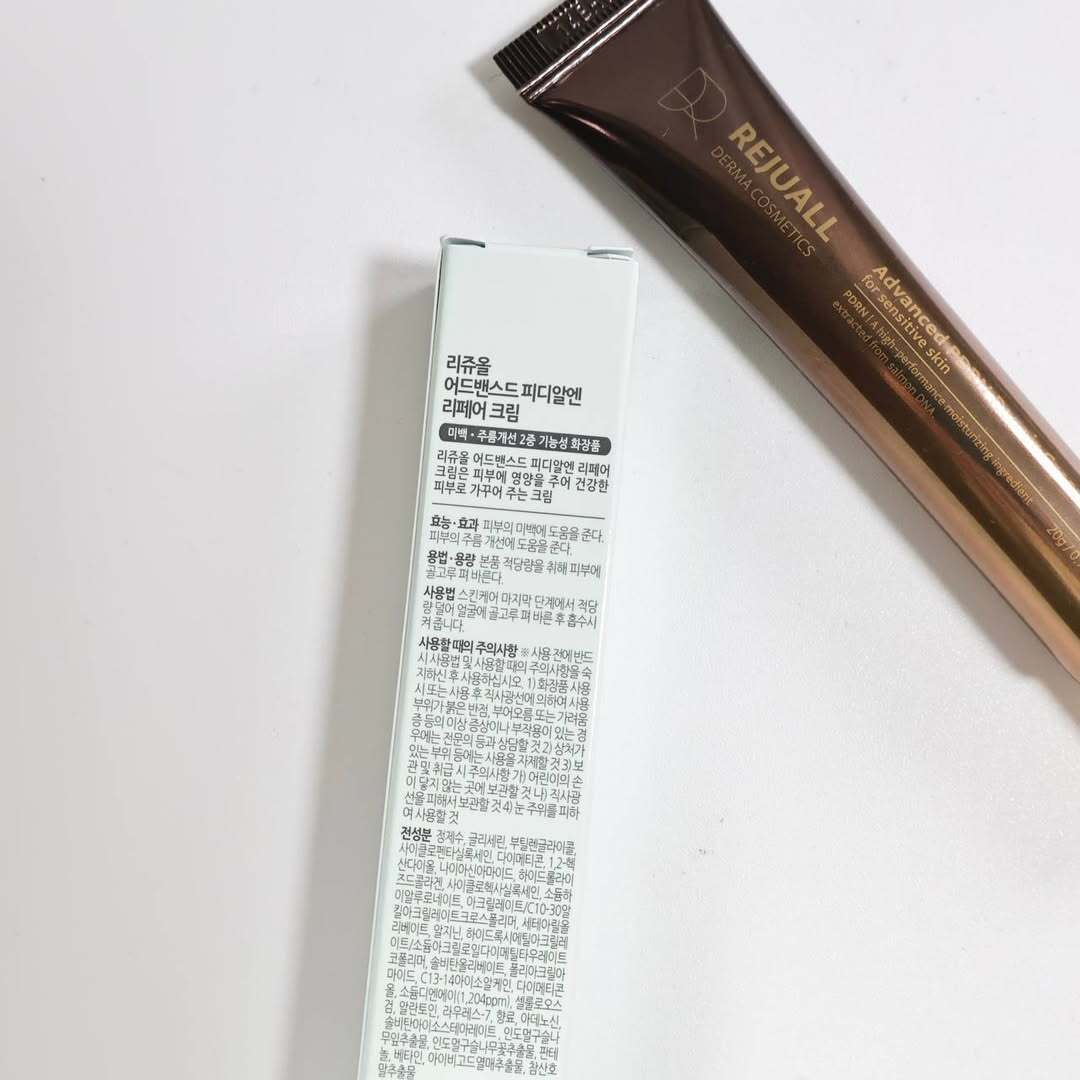 REJUALL
DERMA COSMETICS
Advanced
for sensitive skin
PDRN | A high-performance moisturizing ingredient
extracted from salmon DNA
20g / 0.
리쥬올
어드밴스드 피디알엔
리페어 크림
미백 • 주름개선 2중 기능성 화장품
리쥬올 어드밴스드 피디알엔 리페어
크림은 피부에 영양을 주어 건강한
피부로 가꾸어 주는 크림
효능·효과 피부의 미백에 도움을 준다.
피부의 주름 개선에 도움을 준다.
용법·용량 본품 적당량을 취해 피부에
골고루 펴 바른다.
사용법 스킨케어 마지막 단계에서 적당
량 덜어 얼굴에 골고루 펴 바른 후 흡수시
켜 줍니다.
사용할 때의 주의사항 ※ 사용 전에 반드
시 사용법 및 사용할 때의 주의사항을 숙
지하신 후 사용하십시오. 1) 화장품 사용
시 또는 사용 후 직사광선에 의하여 사용
부위가 붉은 반점, 부어오름 또는 가려움
증 등의 이상 증상이나 부작용이 있는 경
우에는 전문의 등과 상담할 것 2) 상처가
있는 부위 등에는 사용을 자제할 것 3) 보
관 및 취급 시 주의사항 가) 어린이의 손
이 닿지 않는 곳에 보관할 것 나) 직사광
선을 피해서 보관할 것 4) 눈 주위를 피하
여 사용할 것
전성분 정제수, 글리세린, 부틸렌글라이콜,
사이클로펜타실록세인, 다이메티콘, 1,2-헥
산다이올, 나이아신아마이드, 하이드롤라이
즈드콜라겐, 사이클로헥사실록세인, 소듐하
이알루로네이트, 아크릴레이트/C10-30알
킬아크릴레이트크로스폴리머, 세테아릴올
리베이트, 알지닌, 하이드록시에틸아크릴레
이트/소듐아크릴로일다이메틸타우레이트
코폴리머, 솔비탄올리베이트, 폴리아크릴아
마이드, C13-14아이소알케인, 다이메티콘
올, 소듐디엔에이(1,204ppm), 셀룰로오스
검, 알란토인, 라우레스-7, 향료, 아데노신,
솔비탄아이소스테아레이트, 인도멀구슬나
무잎추출물, 인도멀구슬나무꽃추출물, 판테
놀, 베타인, 아이비고드열매추출물, 참산호
말추출물